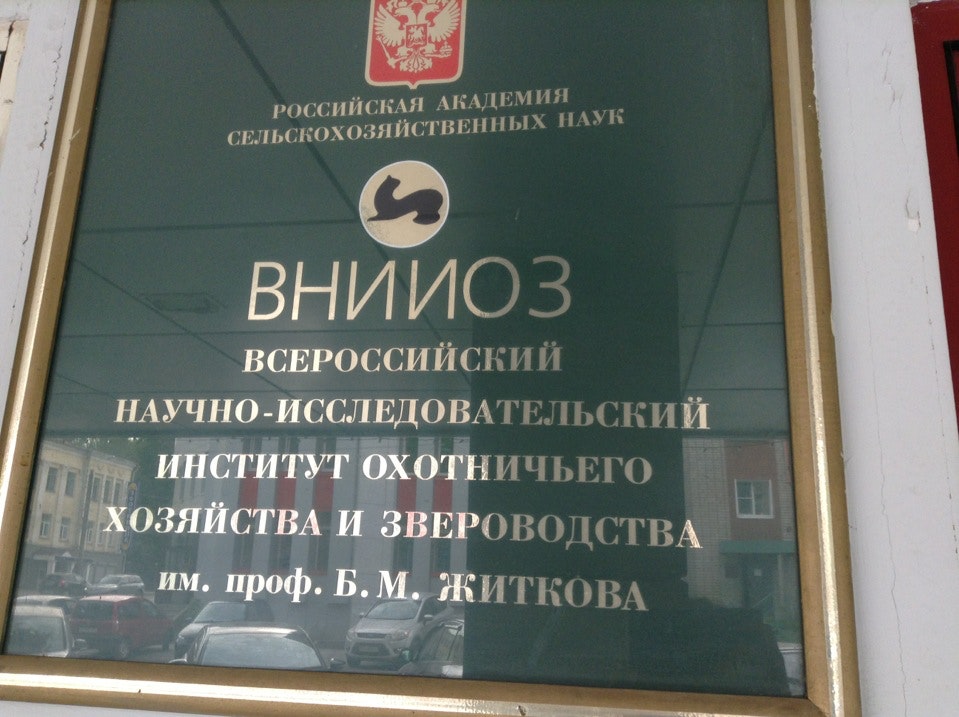 РОССИЙСКАЯ АКАДЕМИЯ
СЕЛЬСКОХОЗЯЙСТВЕННЫХ НАУК
ВНИИОЗ
ВСЕРОССИЙСКИЙ
НАУЧНО-ИССЛЕДОВАТЕЛЬСКИЙ
ИНСТИТУТ ОХОТНИЧЬЕГО
ХОЗЯЙСТВА И ЗВЕРОВОДСТВА
им. проф. Б. М. ЖИТКОВА